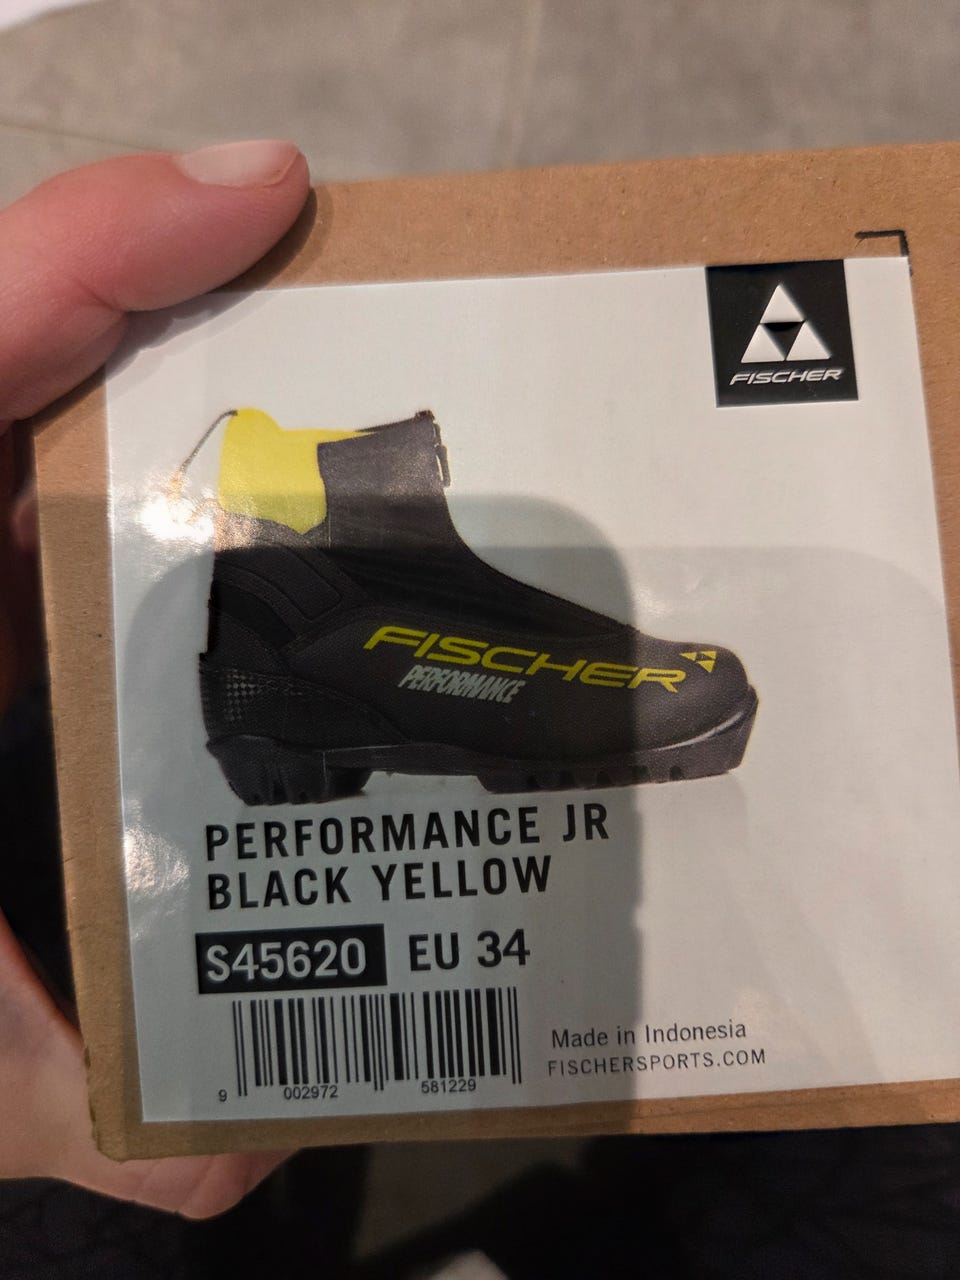 FISCHER
FISCHER
PERFORMANCE
PERFORMANCE JR
BLACK YELLOW
S45620 EU 34
9 002972 581229
Made in Indonesia
FISCHERSPORTS.COM